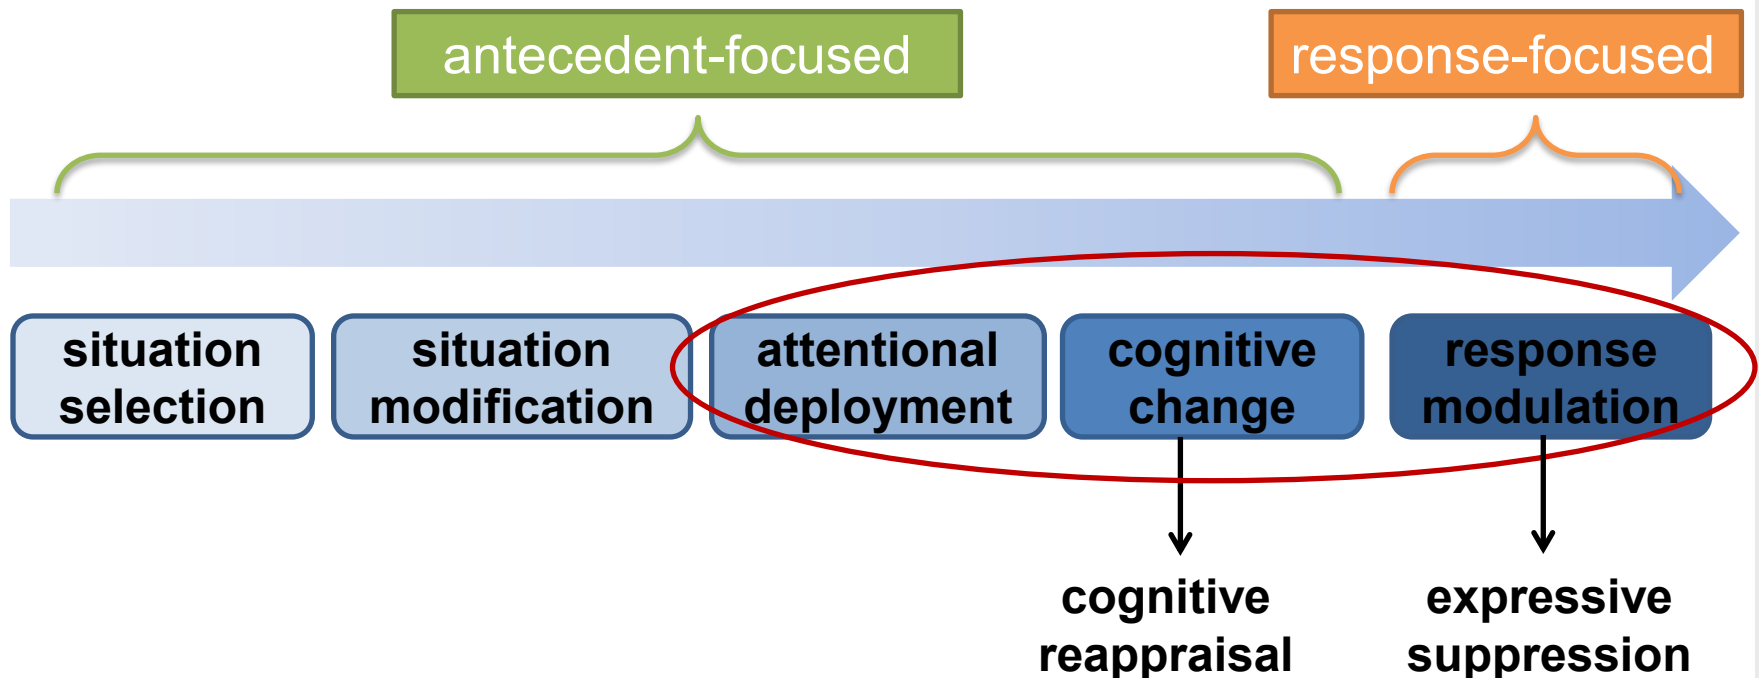 antecedent-focused
response-focused
situation
selection
situation
modification
attentional
deployment
cognitive
change
response
modulation
cognitive
reappraisal
expressive
suppression